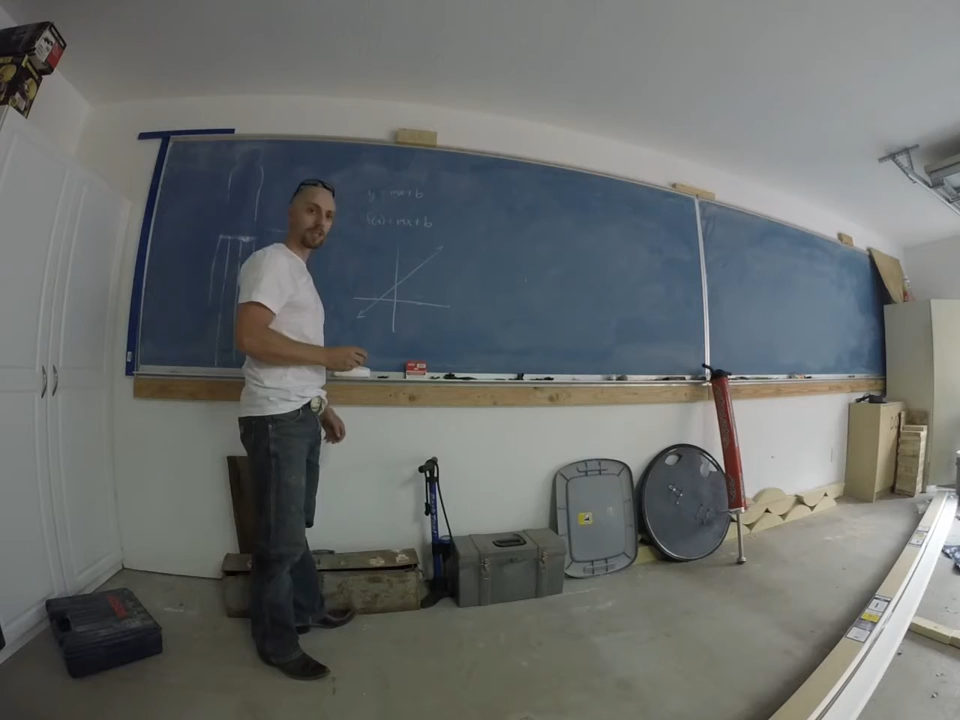 y = mx + b
f(x) = mx + b